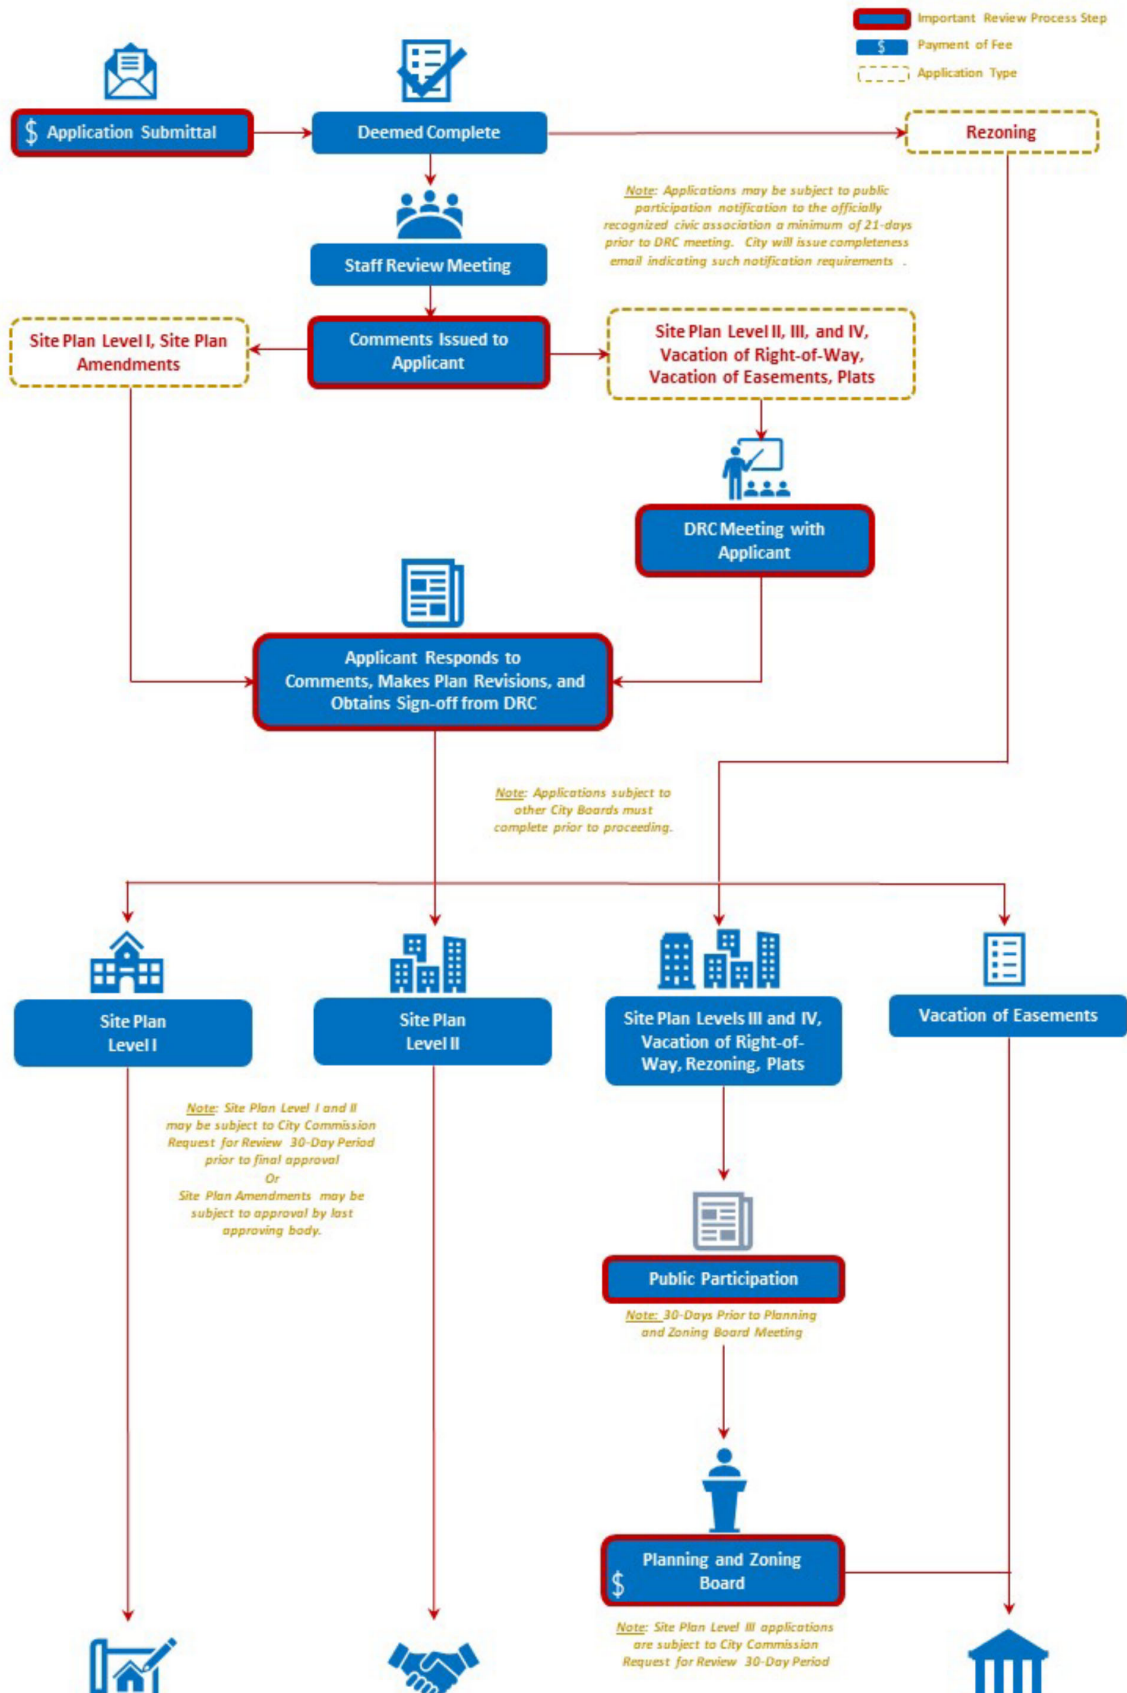 Important Review Process Step
$ Payment of Fee
Application Type
$ Application Submittal
Deemed Complete
Rezoning
Note: Applications may be subject to public
participation notification to the officially
recognized civic association a minimum of 21-days
prior to DRC meeting. City will issue completeness
email indicating such notification requirements .
Staff Review Meeting
Site Plan Level I, Site Plan
Amendments
Comments Issued to
Applicant
Site Plan Level II, III, and IV,
Vacation of Right-of-Way,
Vacation of Easements, Plats
DRC Meeting with
Applicant
Applicant Responds to
Comments, Makes Plan Revisions, and
Obtains Sign-off from DRC
Note: Applications subject to
other City Boards must
complete prior to proceeding.
Site Plan
Level I
Site Plan
Level II
Site Plan Levels III and IV,
Vacation of Right-of-
Way, Rezoning, Plats
Vacation of Easements
Note: Site Plan Level I and II
may be subject to City Commission
Request for Review 30-Day Period
prior to final approval
Or
Site Plan Amendments may be
subject to approval by last
approving body.
Public Participation
Note: 30-Days Prior to Planning
and Zoning Board Meeting
Planning and Zoning
$ Board
Note: Site Plan Level III applications
are subject to City Commission
Request for Review 30-Day Period